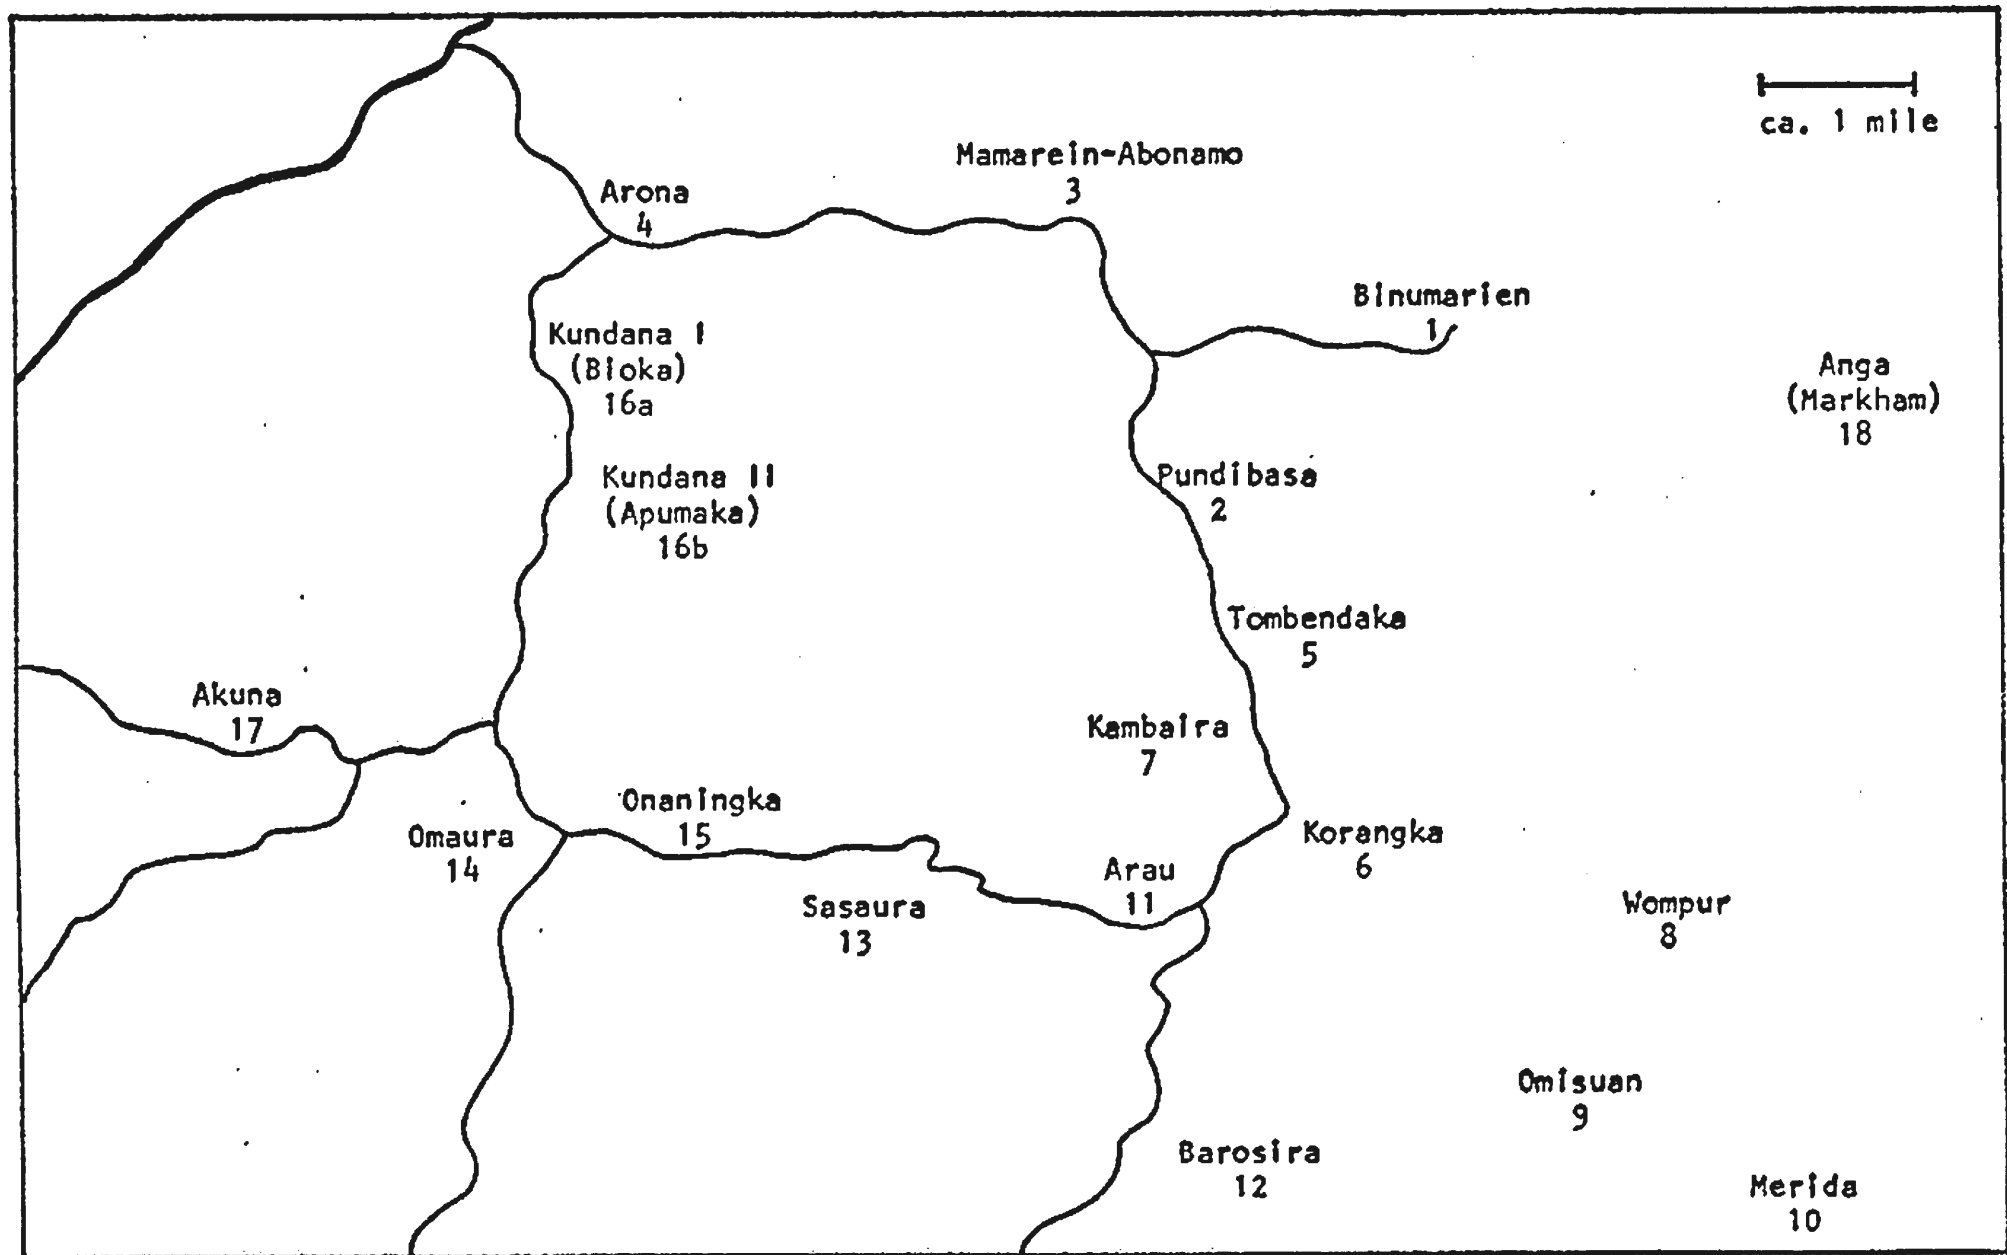 ca. 1 mile
Mamarein-Abonamo
3
Arona
4
Binumarien
1
Kundana I
(Bioka)
16a
Anga
(Markham)
18
Kundana II
(Apumaka)
16b
Pundibasa
2
Tombendaka
5
Akuna
17
Kambaira
7
Onaningka
15
Omaura
14
Korangka
6
Arau
11
Sasaura
13
Wompur
8
Omisuan
9
Barosira
12
Merida
10